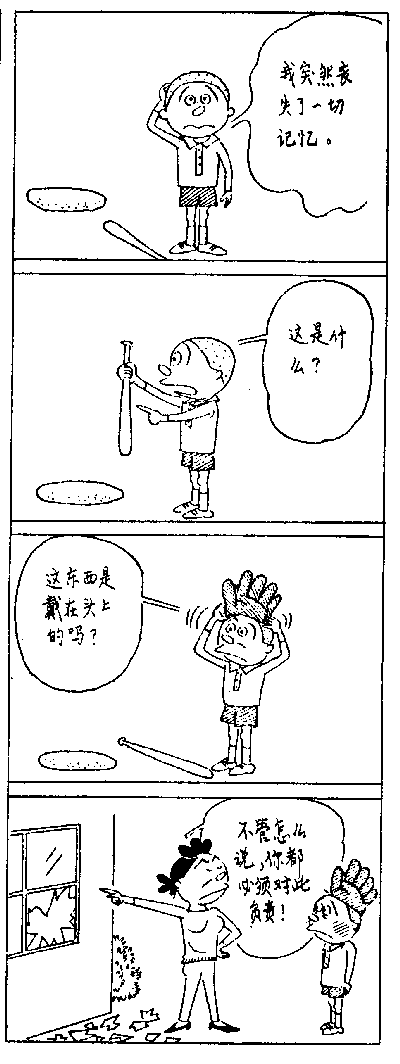 我突然丧
失了一切
记忆。
这是什
么？
这东西是
戴在头上
的吗？
不管怎么
说，你都
必须对此
负责！